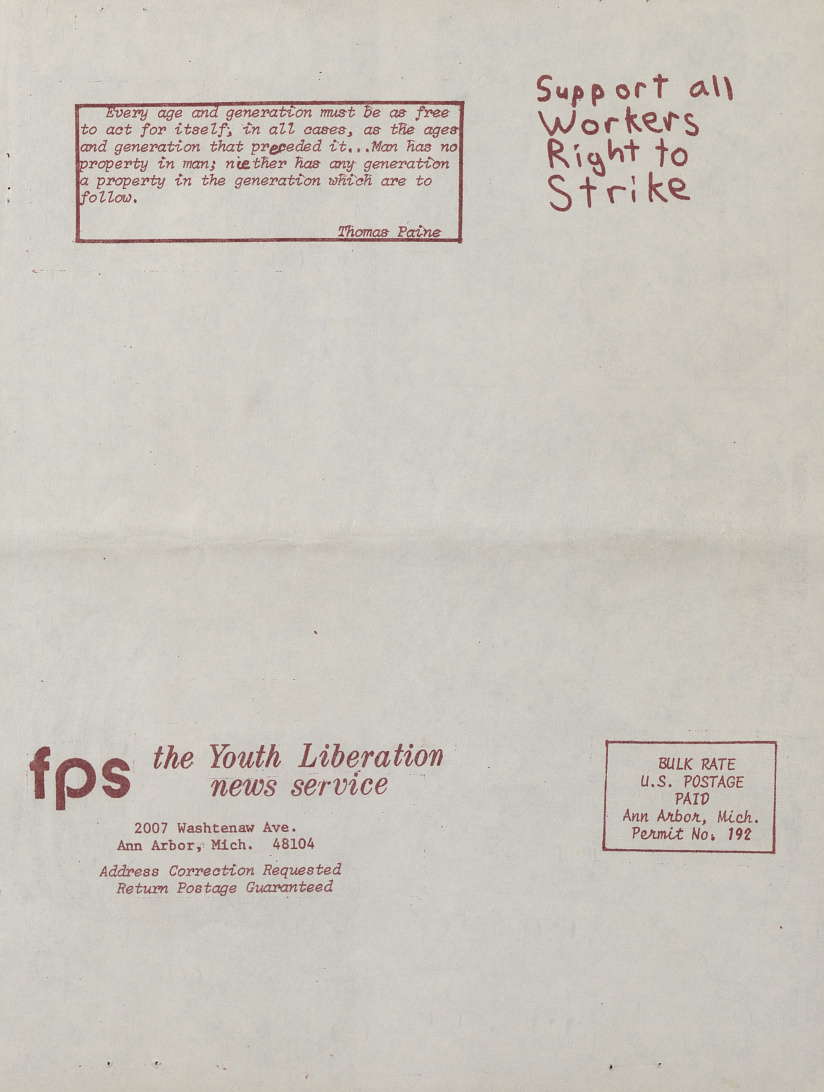 Every age and generation must be as free
to act for itself, in all cases, as the ages
and generation that preceded it...Man has no
property in man; niether has any generation
a property in the generation which are to
follow.
Thomas Paine
Support all
Workers
Right to
Strike
fps the Youth Liberation
news service
2007 Washtenaw Ave.
Ann Arbor, Mich. 48104
Address Correction Requested
Return Postage Guaranteed
BULK RATE
U.S. POSTAGE
PAID
Ann Arbor, Mich.
Permit No. 192